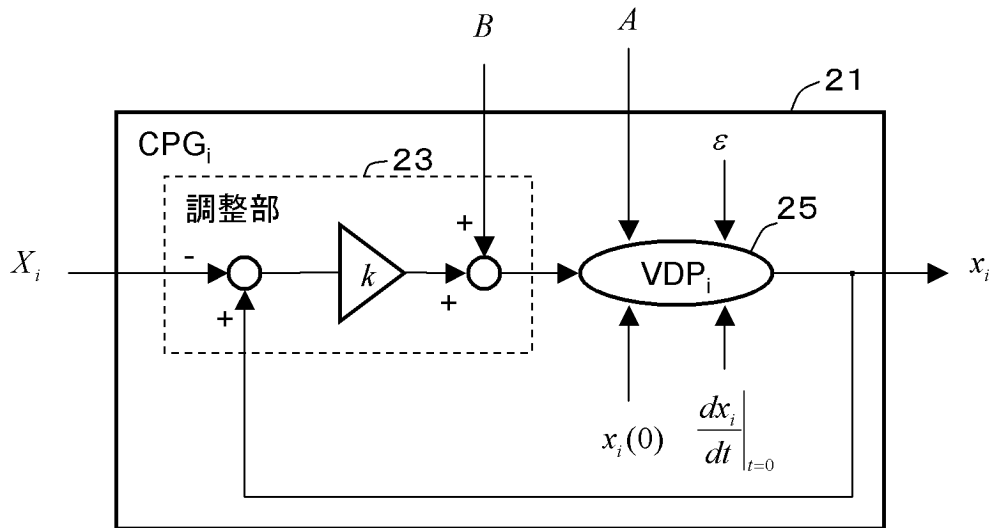 B
A
21
CPGi
ε
23
25
調整部
+
Xi
-
k
+
VDPi
xi
+
xi(0)
dxi/dt|t=0